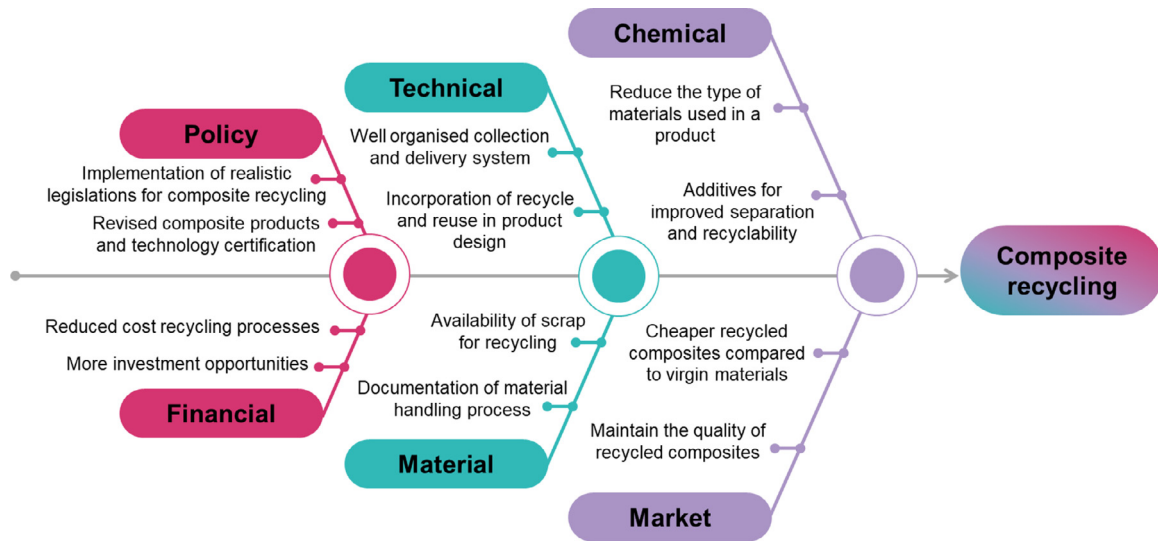 Policy
Implementation of realistic
legislations for composite recycling
Revised composite products
and technology certification
Technical
Well organised collection
and delivery system
Incorporation of recycle
and reuse in product
design
Chemical
Reduce the type of
materials used in a
product
Additives for
improved separation
and recyclability
Composite
recycling
Reduced cost recycling processes
More investment opportunities
Financial
Availability of scrap
for recycling
Documentation of material
handling process
Material
Cheaper recycled
composites compared
to virgin materials
Maintain the quality of
recycled composites
Market